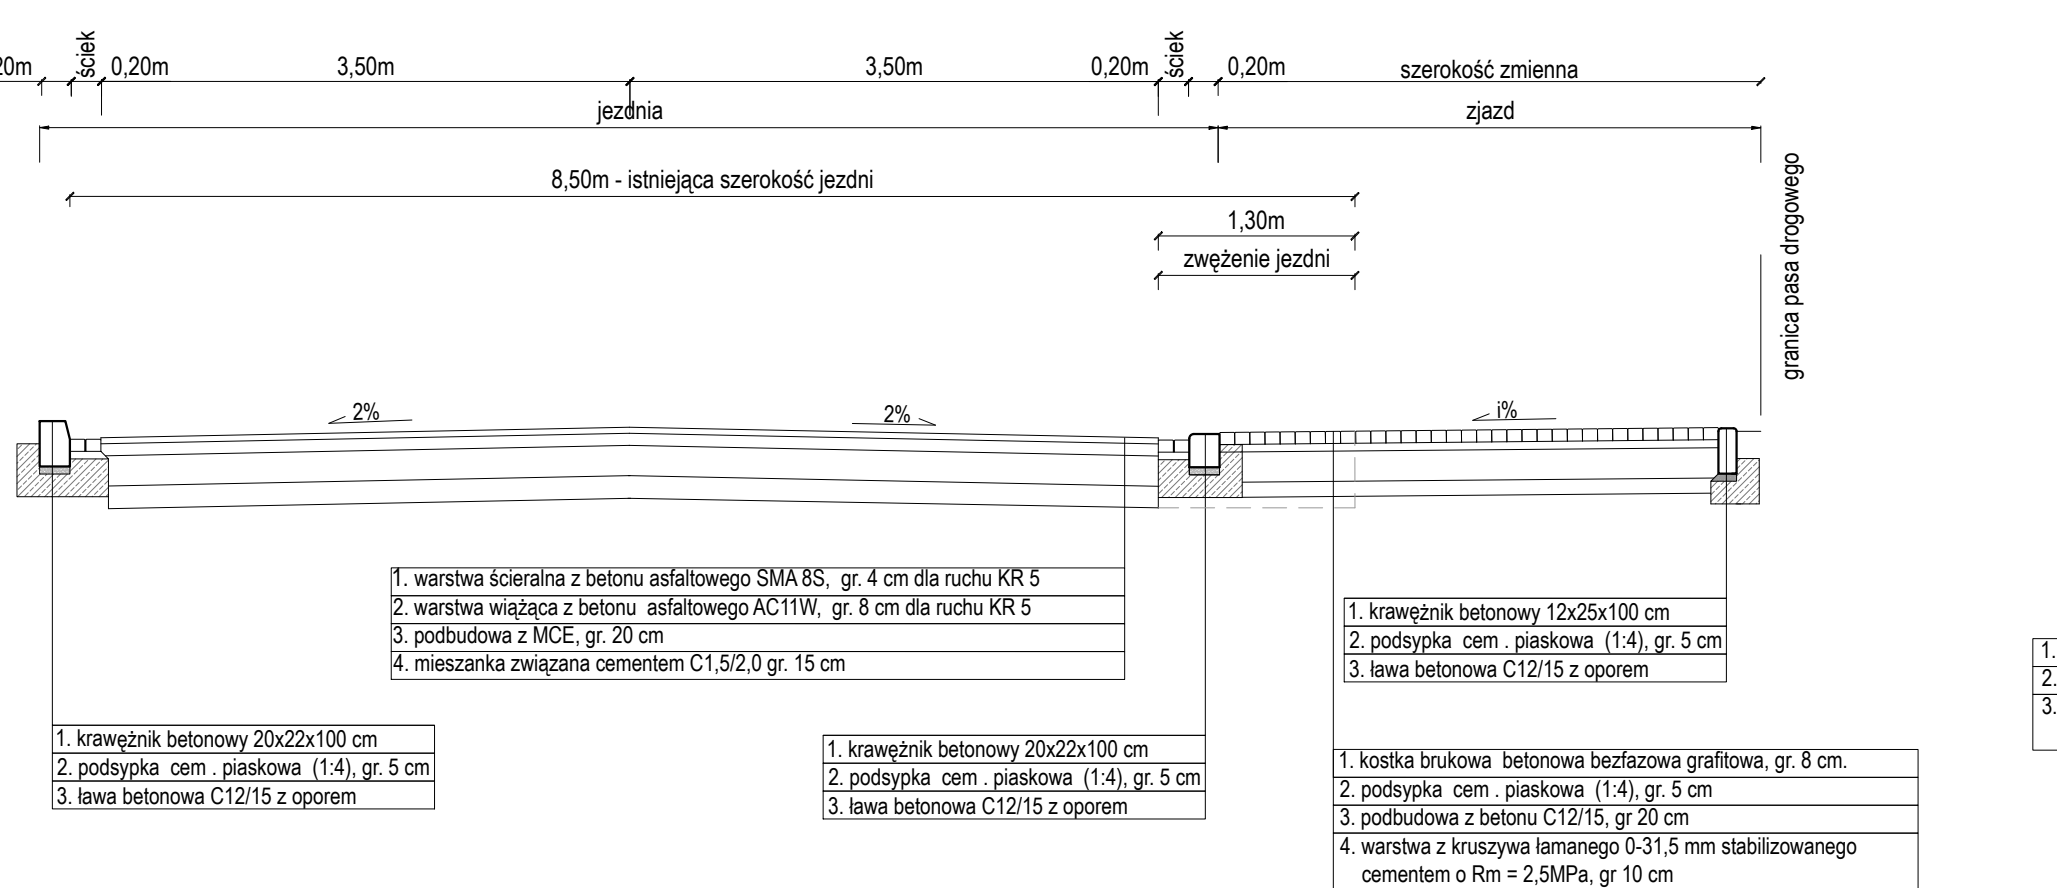 20m
ściek
0,20m
3,50m
3,50m
0,20m
ściek
0,20m
szerokość zmienna
jezdnia
zjazd
8,50m - istniejąca szerokość jezdni
1,30m
zwężenie jezdni
granica pasa drogowego
2%
2%
i%
1. warstwa ścieralna z betonu asfaltowego SMA 8S, gr. 4 cm dla ruchu KR 5
2. warstwa wiążąca z betonu asfaltowego AC11W, gr. 8 cm dla ruchu KR 5
3. podbudowa z MCE, gr. 20 cm
4. mieszanka związana cementem C1,5/2,0 gr. 15 cm
1. krawężnik betonowy 12x25x100 cm
2. podsypka cem . piaskowa (1:4), gr. 5 cm
3. ława betonowa C12/15 z oporem
1.
2.
3.
1. krawężnik betonowy 20x22x100 cm
2. podsypka cem . piaskowa (1:4), gr. 5 cm
3. ława betonowa C12/15 z oporem
1. krawężnik betonowy 20x22x100 cm
2. podsypka cem . piaskowa (1:4), gr. 5 cm
3. ława betonowa C12/15 z oporem
1. kostka brukowa betonowa bezfazowa grafitowa, gr. 8 cm.
2. podsypka cem . piaskowa (1:4), gr. 5 cm
3. podbudowa z betonu C12/15, gr 20 cm
4. warstwa z kruszywa łamanego 0-31,5 mm stabilizowanego
cementem o Rm = 2,5MPa, gr 10 cm